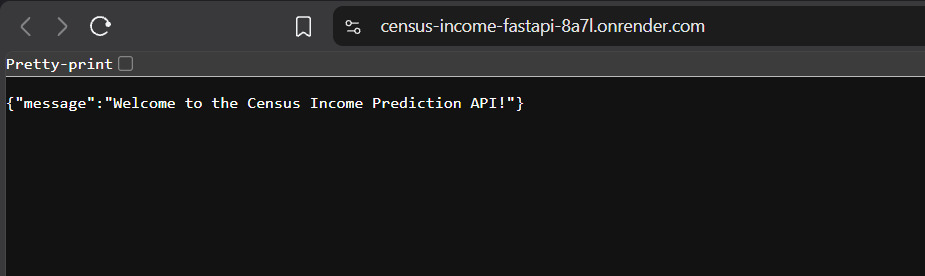 census-income-fastapi-8a7l.onrender.com
Pretty-print
{"message":"Welcome to the Census Income Prediction API!"}